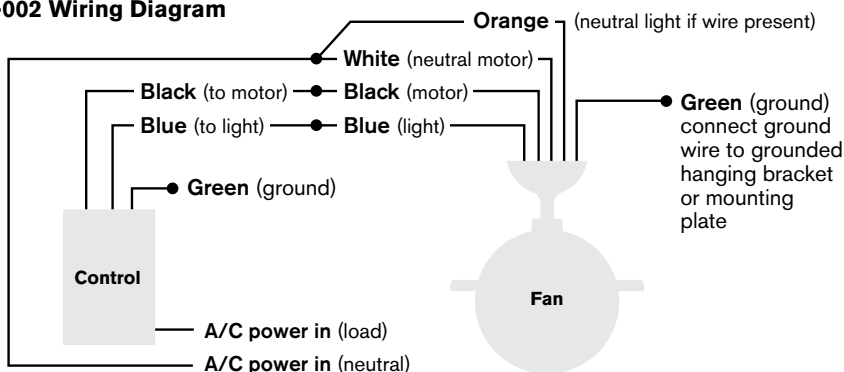 -002 Wiring Diagram
Orange (neutral light if wire present)
White (neutral motor)
Black (to motor) Black (motor)
Blue (to light) Blue (light)
Green (ground)
connect ground
wire to grounded
hanging bracket
or mounting
plate
Green (ground)
Control
Fan
A/C power in (load)
A/C power in (neutral)